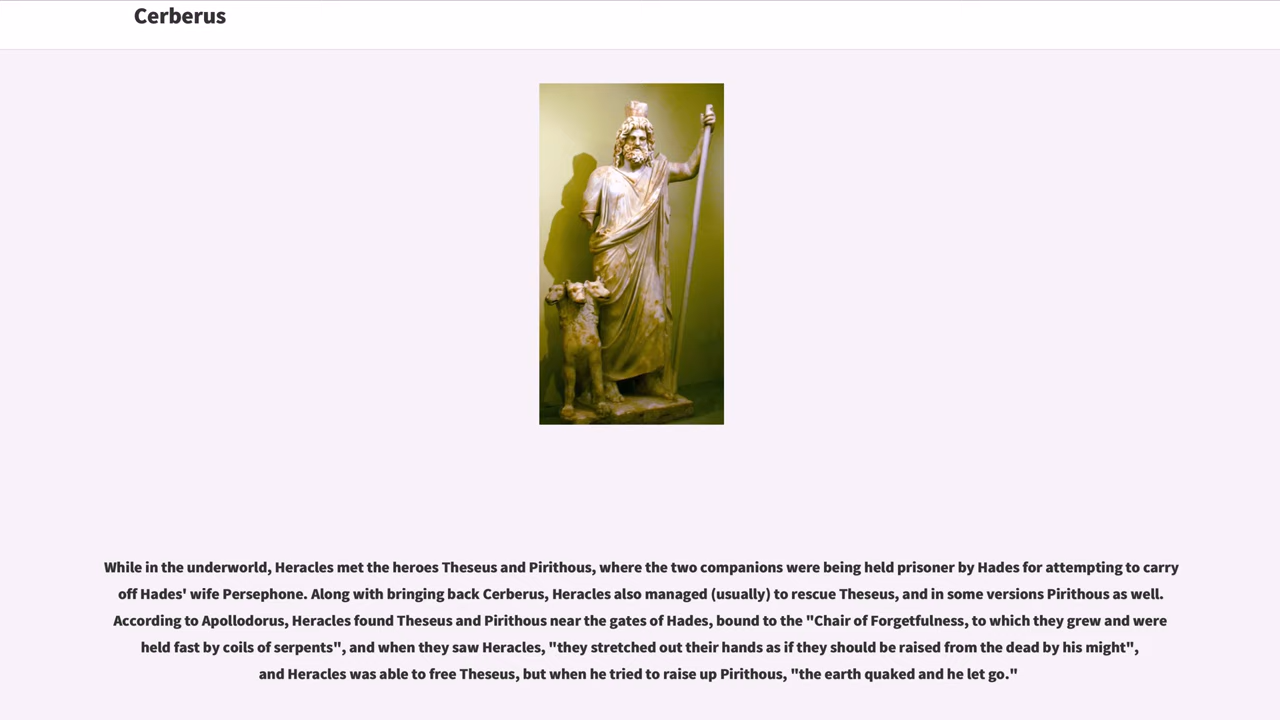 Cerberus
While in the underworld, Heracles met the heroes Theseus and Pirithous, where the two companions were being held prisoner by Hades for attempting to carry
off Hades' wife Persephone. Along with bringing back Cerberus, Heracles also managed (usually) to rescue Theseus, and in some versions Pirithous as well.
According to Apollodorus, Heracles found Theseus and Pirithous near the gates of Hades, bound to the "Chair of Forgetfulness, to which they grew and were
held fast by coils of serpents", and when they saw Heracles, "they stretched out their hands as if they should be raised from the dead by his might",
and Heracles was able to free Theseus, but when he tried to raise up Pirithous, "the earth quaked and he let go."